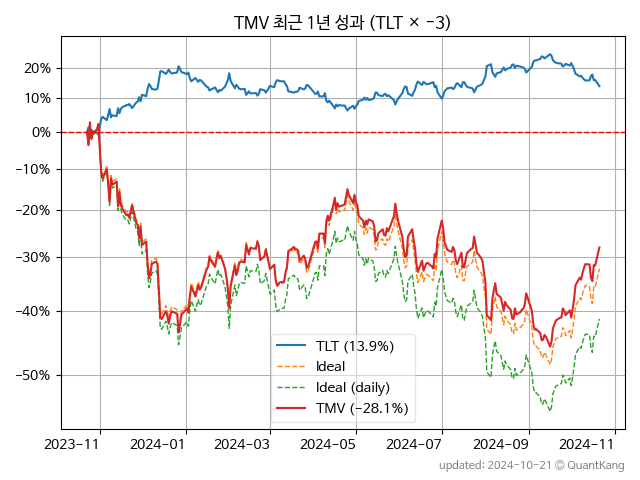 TMV 최근 1년 성과 (TLT × −3)
20%
10%
0%
−10%
−20%
−30%
−40%
−50%
TLT (13.9%)
Ideal
Ideal (daily)
TMV (−28.1%)
2023-11 2024-01 2024-03 2024-05 2024-07 2024-09 2024-11
updated: 2024-10-21 © QuantKang